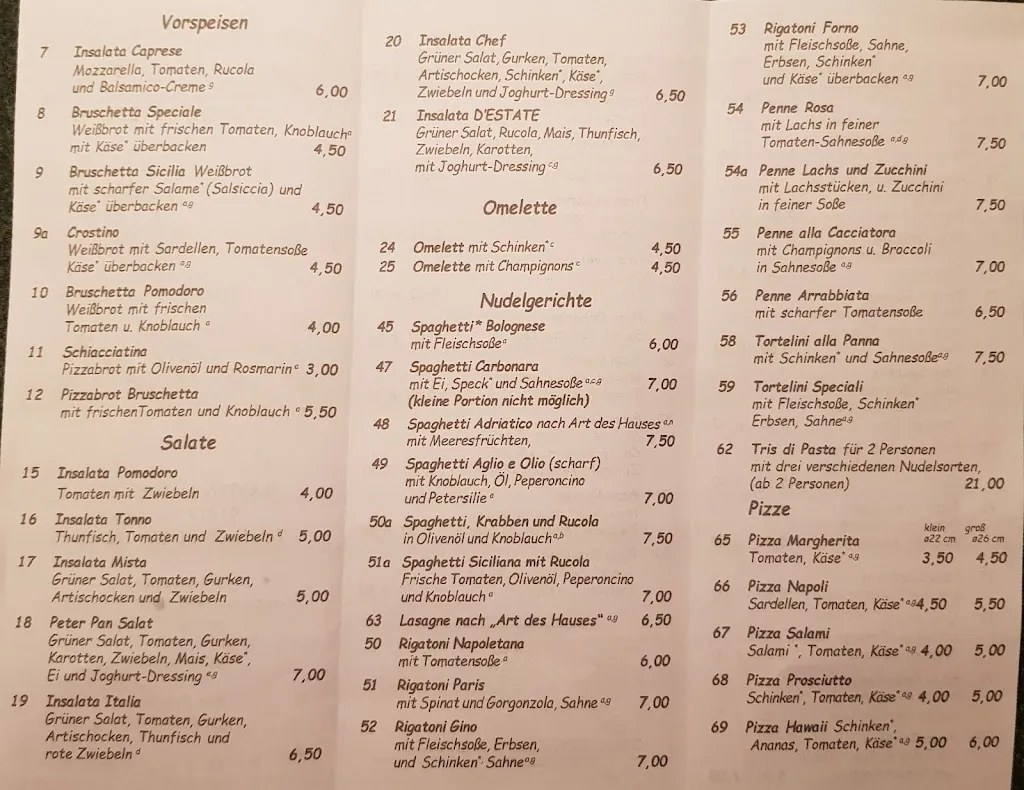 Vorspeisen
7 Insalata Caprese
Mozzarella, Tomaten, Rucola
und Balsamico-Creme g 6,00
8 Bruschetta Speciale
Weißbrot mit frischen Tomaten, Knoblauch a
mit Käse* überbacken 4,50
9 Bruschetta Sicilia Weißbrot
mit scharfer Salame* (Salsiccia) und
Käse* überbacken a,g 4,50
9a Crostino
Weißbrot mit Sardellen, Tomatensoße
Käse* überbacken a,g 4,50
10 Bruschetta Pomodoro
Weißbrot mit frischen
Tomaten u. Knoblauch a 4,00
11 Schiacciatina
Pizzabrot mit Olivenöl und Rosmarin a 3,00
12 Pizzabrot Bruschetta
mit frischenTomaten und Knoblauch a 5,50
Salate
15 Insalata Pomodoro
Tomaten mit Zwiebeln 4,00
16 Insalata Tonno
Thunfisch, Tomaten und Zwiebeln d 5,00
17 Insalata Mista
Grüner Salat, Tomaten, Gurken,
Artischocken und Zwiebeln 5,00
18 Peter Pan Salat
Grüner Salat, Tomaten, Gurken,
Karotten, Zwiebeln, Mais, Käse*,
Ei und Joghurt-Dressing e,g 7,00
19 Insalata Italia
Grüner Salat, Tomaten, Gurken,
Artischocken, Thunfisch und
rote Zwiebeln d 6,50
20 Insalata Chef
Grüner Salat, Gurken, Tomaten,
Artischocken, Schinken*, Käse*,
Zwiebeln und Joghurt-Dressing g 6,50
21 Insalata D'ESTATE
Grüner Salat, Rucola, Mais, Thunfisch,
Zwiebeln, Karotten,
mit Joghurt-Dressing c,g 6,50
Omelette
24 Omelett mit Schinken* c 4,50
25 Omelette mit Champignons c 4,50
Nudelgerichte
45 Spaghetti* Bolognese
mit Fleischsoße a 6,00
47 Spaghetti Carbonara
mit Ei, Speck* und Sahnesoße a,c,g 7,00
(kleine Portion nicht möglich)
48 Spaghetti Adriatico nach Art des Hauses a,n
mit Meeresfrüchten, 7,50
49 Spaghetti Aglio e Olio (scharf)
mit Knoblauch, Öl, Peperoncino
und Petersilie a 7,00
50a Spaghetti, Krabben und Rucola
in Olivenöl und Knoblauch a,b 7,50
51a Spaghetti Siciliana mit Rucola
Frische Tomaten, Olivenöl, Peperoncino
und Knoblauch a 7,00
63 Lasagne nach „Art des Hauses" a,g 6,50
50 Rigatoni Napoletana
mit Tomatensoße a 6,00
51 Rigatoni Paris
mit Spinat und Gorgonzola, Sahne a,g 7,00
52 Rigatoni Gino
mit Fleischsoße, Erbsen,
und Schinken* Sahne a,g 7,00
53 Rigatoni Forno
mit Fleischsoße, Sahne,
Erbsen, Schinken*
und Käse* überbacken a,g 7,00
54 Penne Rosa
mit Lachs in feiner
Tomaten-Sahnesoße a,d,g 7,50
54a Penne Lachs und Zucchini
mit Lachsstücken, u. Zucchini
in feiner Soße 7,50
55 Penne alla Cacciatora
mit Champignons u. Broccoli
in Sahnesoße a,g 7,00
56 Penne Arrabbiata
mit scharfer Tomatensoße 6,50
58 Tortelini alla Panna
mit Schinken* und Sahnesoße a,g 7,50
59 Tortelini Speciali
mit Fleischsoße, Schinken*
Erbsen, Sahne a,g
62 Tris di Pasta für 2 Personen
mit drei verschiedenen Nudelsorten,
(ab 2 Personen) 21,00
Pizze
klein groß
ø22 cm ø26 cm
65 Pizza Margherita
Tomaten, Käse* a,g 3,50 4,50
66 Pizza Napoli
Sardellen, Tomaten, Käse* a,g 4,50 5,50
67 Pizza Salami
Salami *, Tomaten, Käse* a,g 4,00 5,00
68 Pizza Prosciutto
Schinken*, Tomaten, Käse* a,g 4,00 5,00
69 Pizza Hawaii Schinken*,
Ananas, Tomaten, Käse* a,g 5,00 6,00